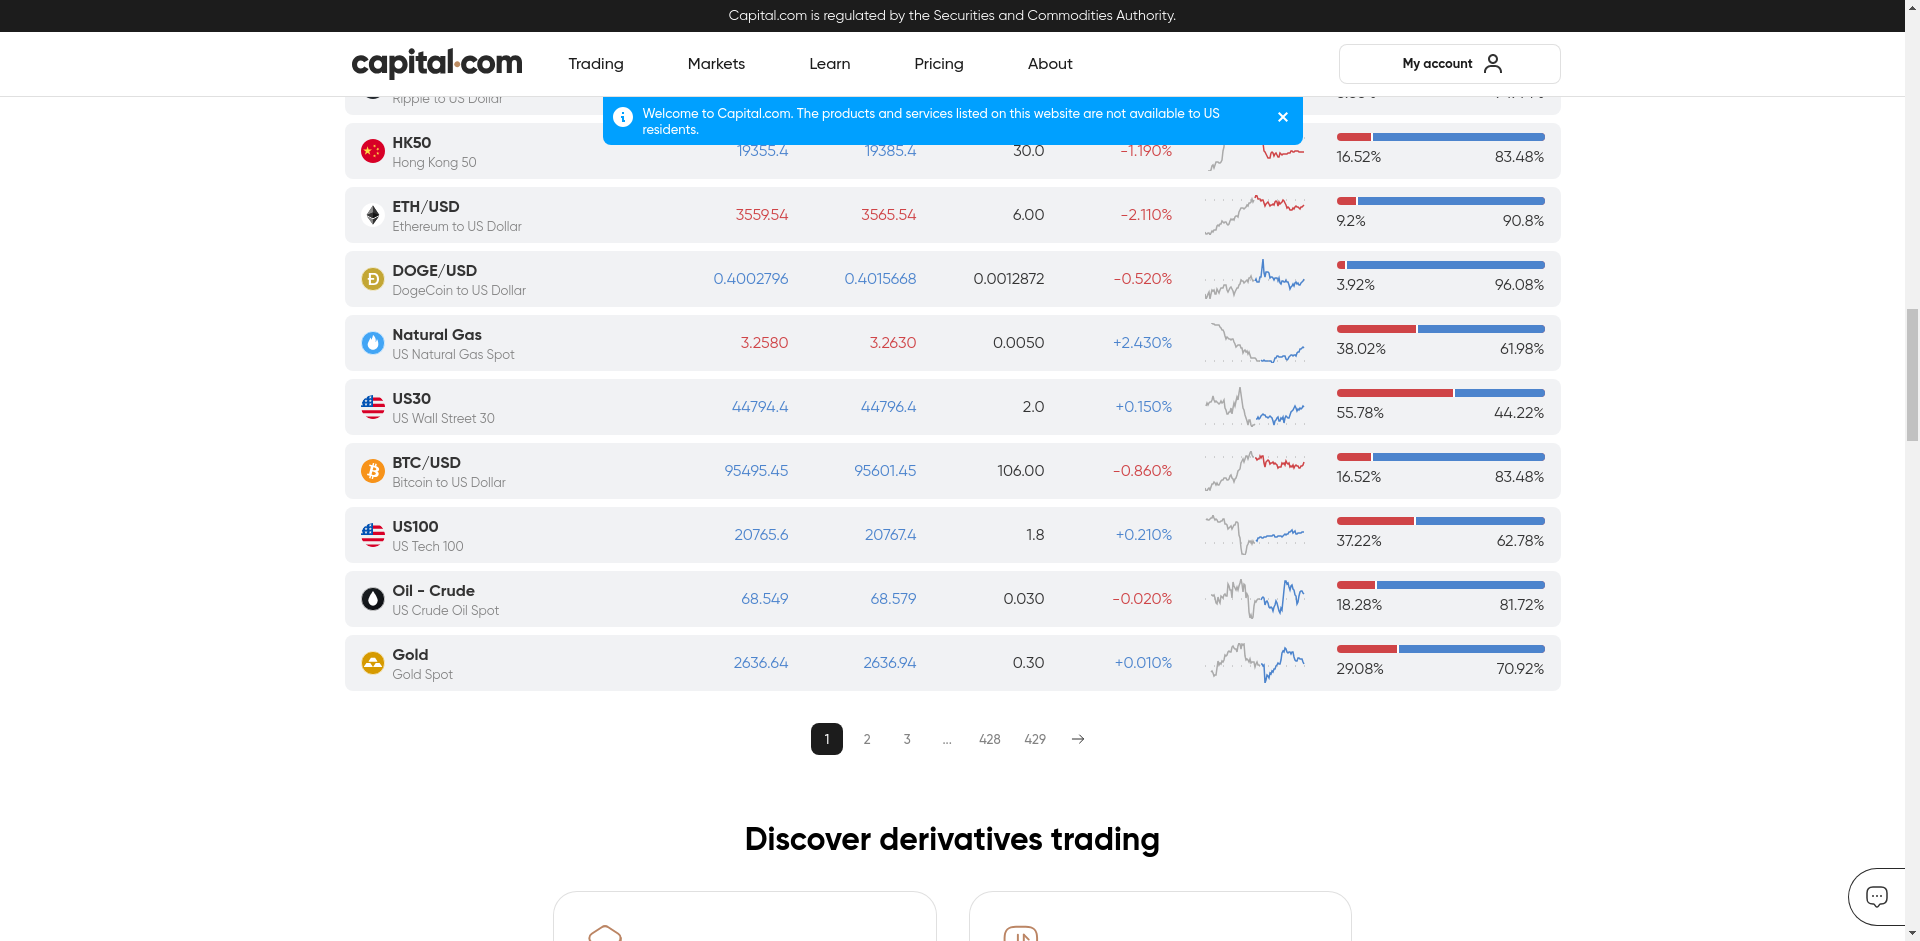 Capital.com is regulated by the Securities and Commodities Authority.
capital.com Trading Markets Learn Pricing About My account
Ripple to US Dollar
Welcome to Capital.com. The products and services listed on this website are not available to US
residents.
HK50 19355.4 19385.4 30.0 -1.190%
Hong Kong 50 16.52% 83.48%
ETH/USD 3559.54 3565.54 6.00 -2.110%
Ethereum to US Dollar 9.2% 90.8%
DOGE/USD 0.4002796 0.4015668 0.0012872 -0.520%
DogeCoin to US Dollar 3.92% 96.08%
Natural Gas 3.2580 3.2630 0.0050 +2.430%
US Natural Gas Spot 38.02% 61.98%
US30 44794.4 44796.4 2.0 +0.150%
US Wall Street 30 55.78% 44.22%
BTC/USD 95495.45 95601.45 106.00 -0.860%
Bitcoin to US Dollar 16.52% 83.48%
US100 20765.6 20767.4 1.8 +0.210%
US Tech 100 37.22% 62.78%
Oil - Crude 68.549 68.579 0.030 -0.020%
US Crude Oil Spot 18.28% 81.72%
Gold 2636.64 2636.94 0.30 +0.010%
Gold Spot 29.08% 70.92%
1 2 3 ... 428 429
Discover derivatives trading